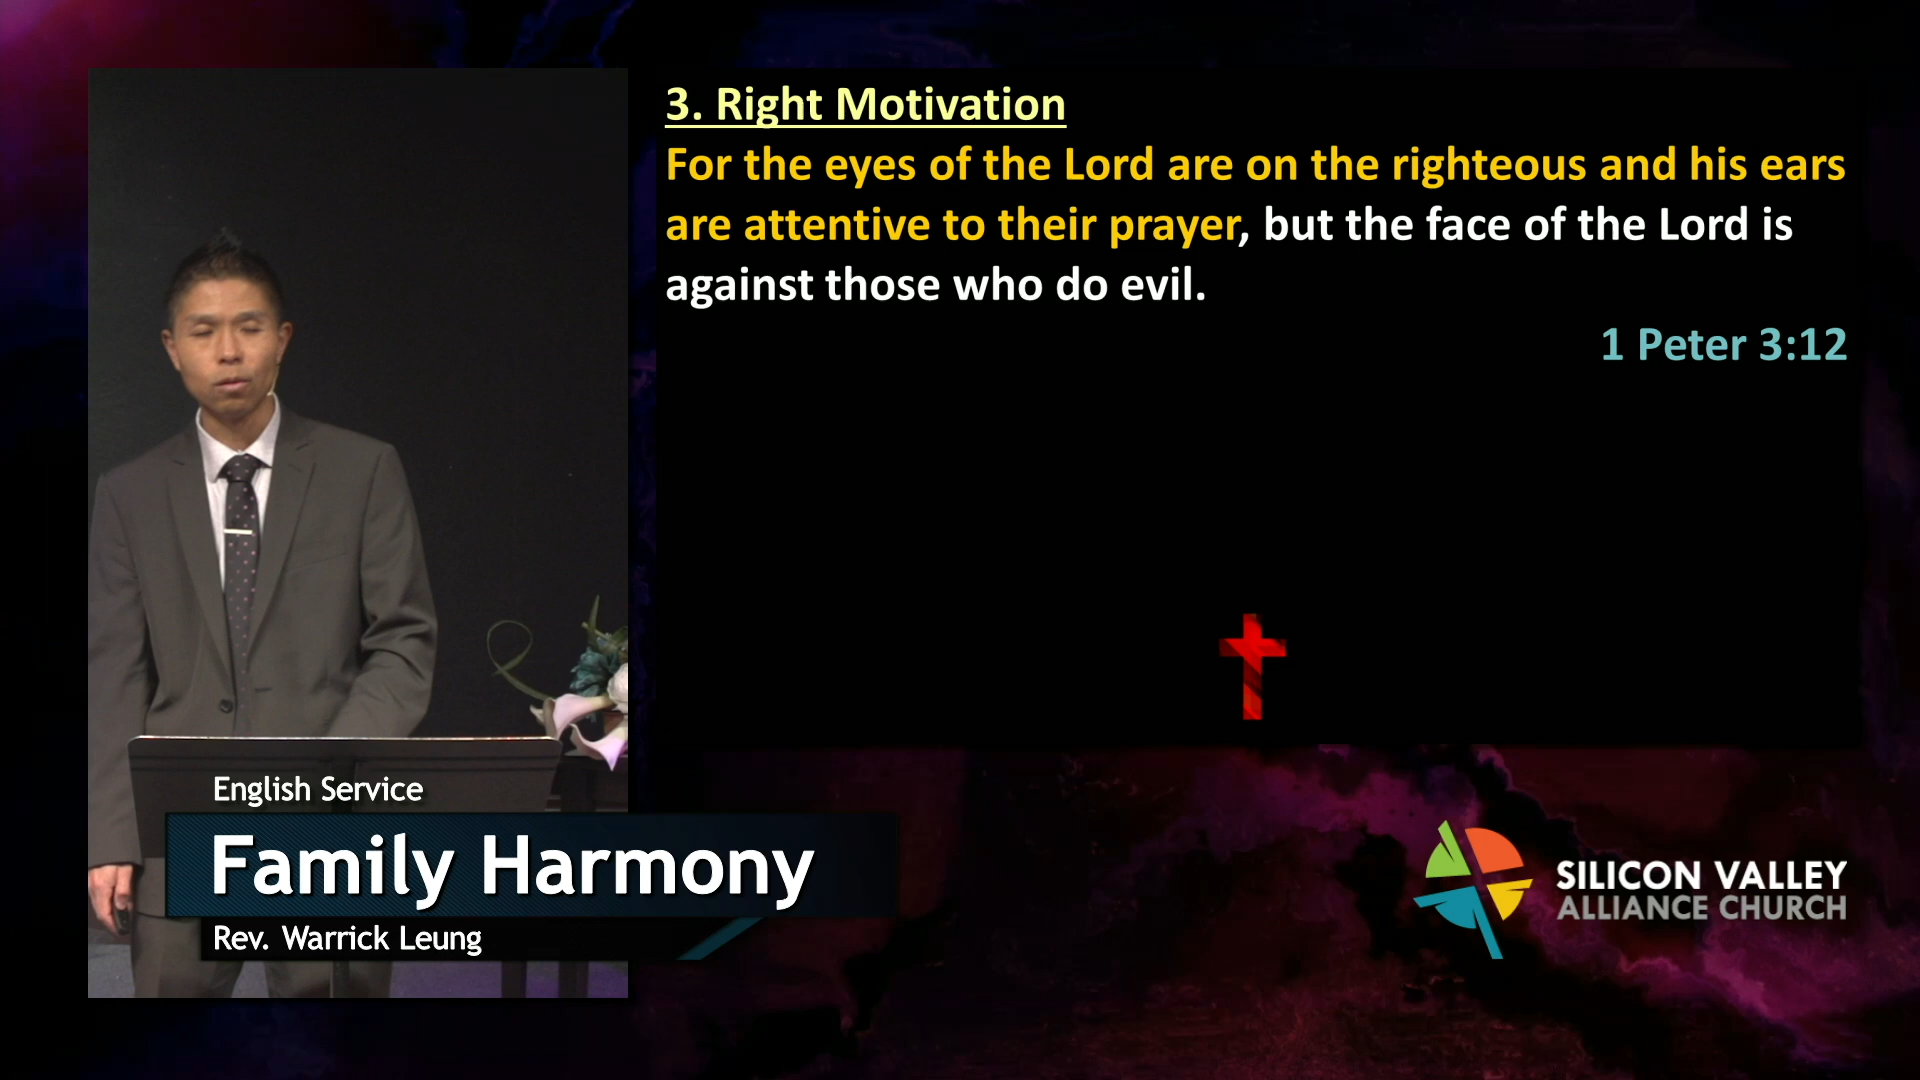 3. Right Motivation
For the eyes of the Lord are on the righteous and his ears
are attentive to their prayer, but the face of the Lord is
against those who do evil.
1 Peter 3:12
English Service
Family Harmony
Rev. Warrick Leung
SILICON VALLEY
ALLIANCE CHURCH